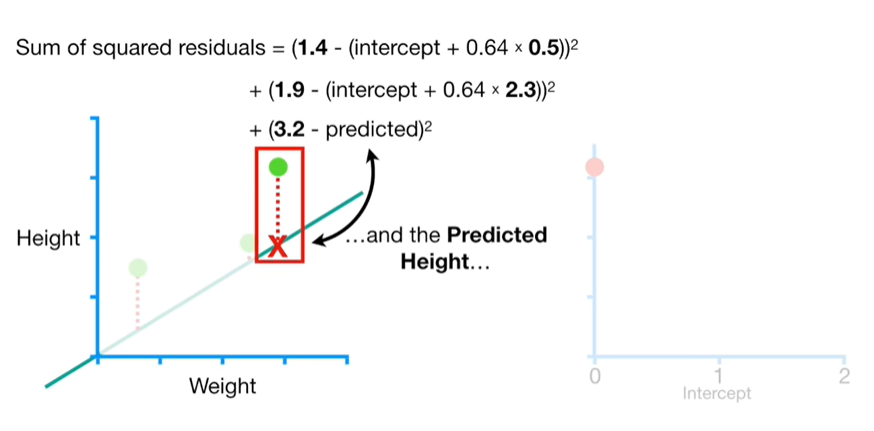 Sum of squared residuals = (1.4 - (intercept + 0.64 × 0.5))²
+ (1.9 - (intercept + 0.64 × 2.3))²
+ (3.2 - predicted)²
Height
X
...and the Predicted
Height...
Weight
0
1
2
Intercept